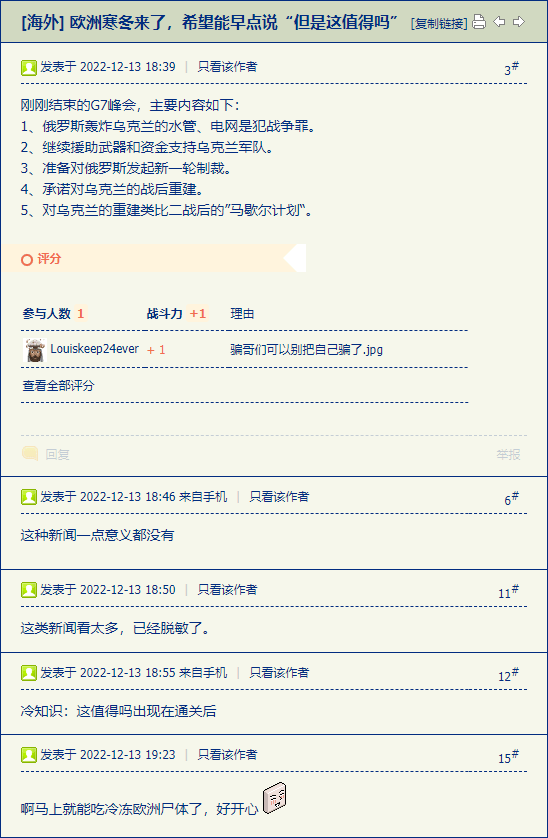 [海外] 欧洲寒冬来了，希望能早点说“但是这值得吗” [复制链接]
发表于 2022-12-13 18:39 | 只看该作者 3#
刚刚结束的G7峰会，主要内容如下：
1、俄罗斯轰炸乌克兰的水管、电网是犯战争罪。
2、继续援助武器和资金支持乌克兰军队。
3、准备对俄罗斯发起新一轮制裁。
4、承诺对乌克兰的战后重建。
5、对乌克兰的重建类比二战后的”马歇尔计划“。
评分
参与人数 1 战斗力 +1 理由
Louiskeep24ever + 1 骗哥们可以别把自己骗了.jpg
查看全部评分
回复 举报
发表于 2022-12-13 18:46 来自手机 | 只看该作者 6#
这种新闻一点意义都没有
发表于 2022-12-13 18:50 | 只看该作者 11#
这类新闻看太多，已经脱敏了。
发表于 2022-12-13 18:55 来自手机 | 只看该作者 12#
冷知识：这值得吗出现在通关后
发表于 2022-12-13 19:23 | 只看该作者 15#
啊马上就能吃冷冻欧洲尸体了，好开心